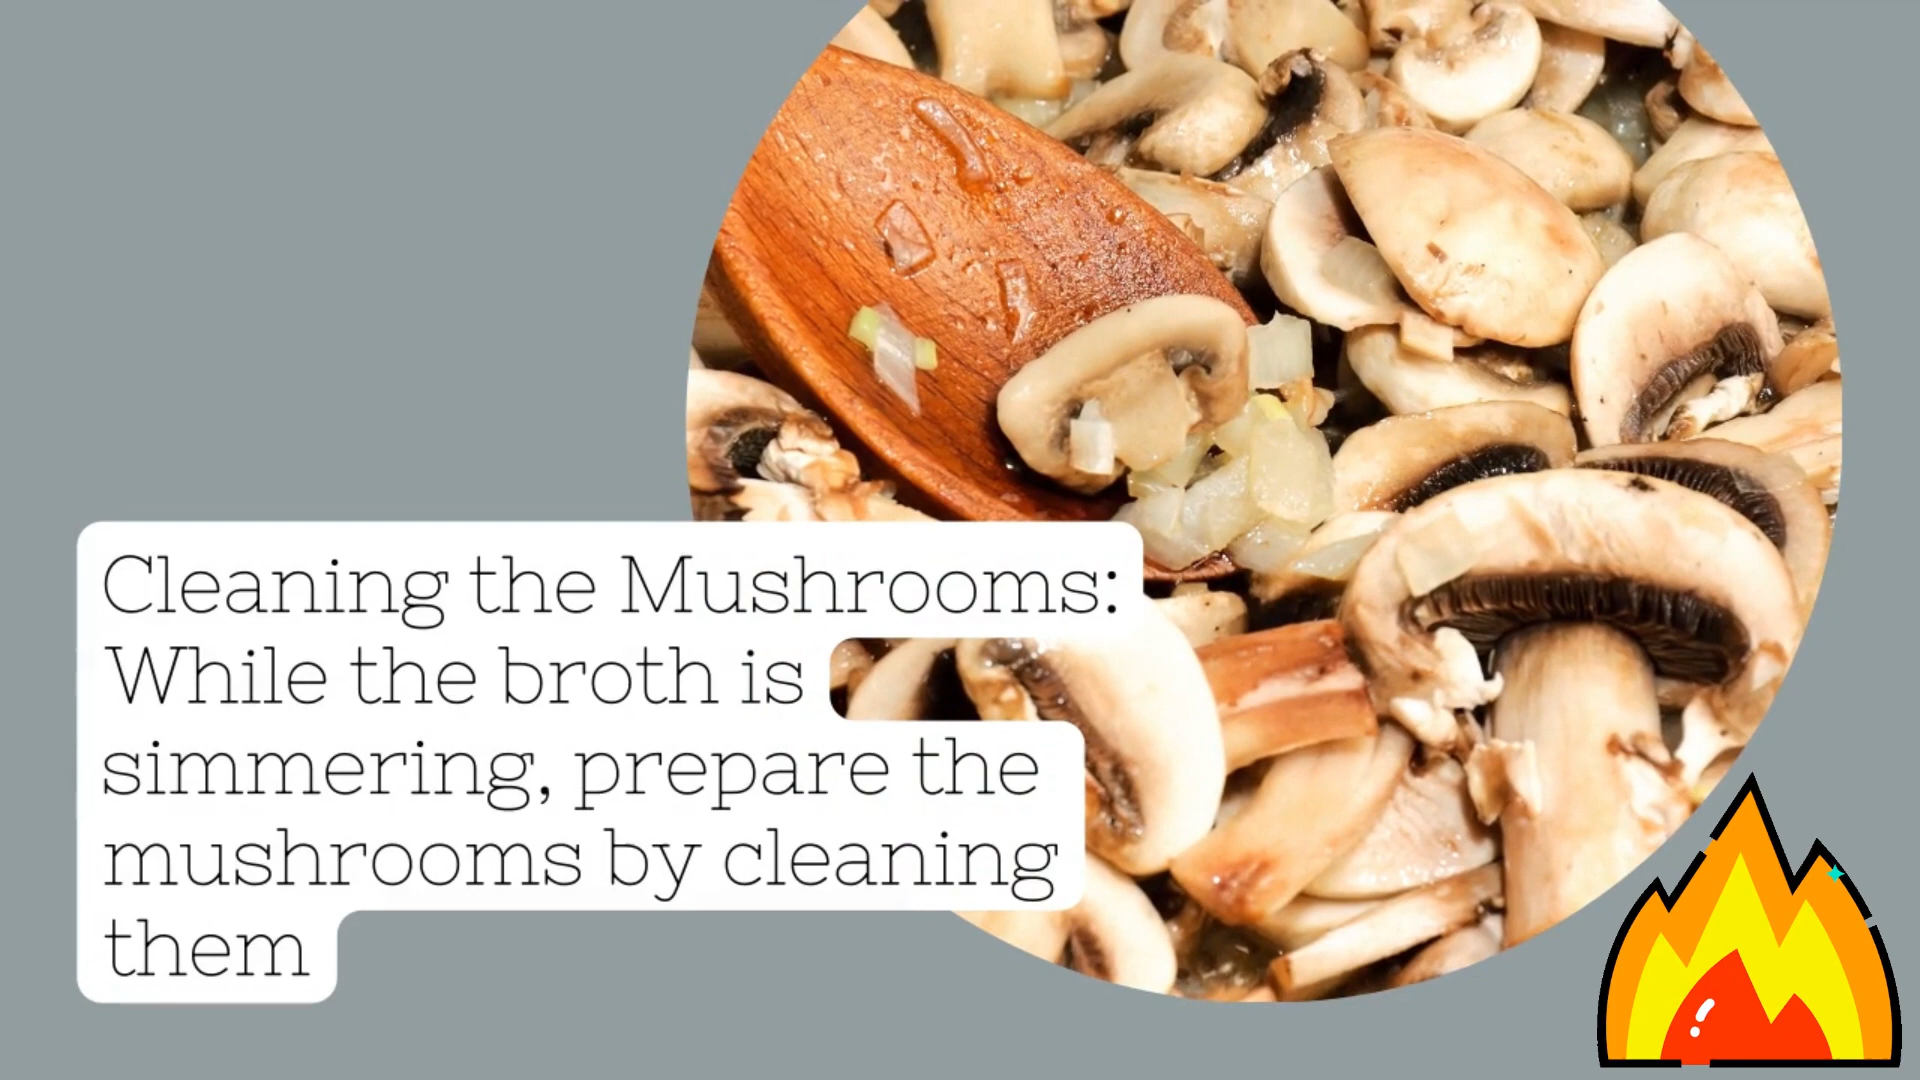 Cleaning the Mushrooms:
While the broth is
simmering, prepare the
mushrooms by cleaning
them